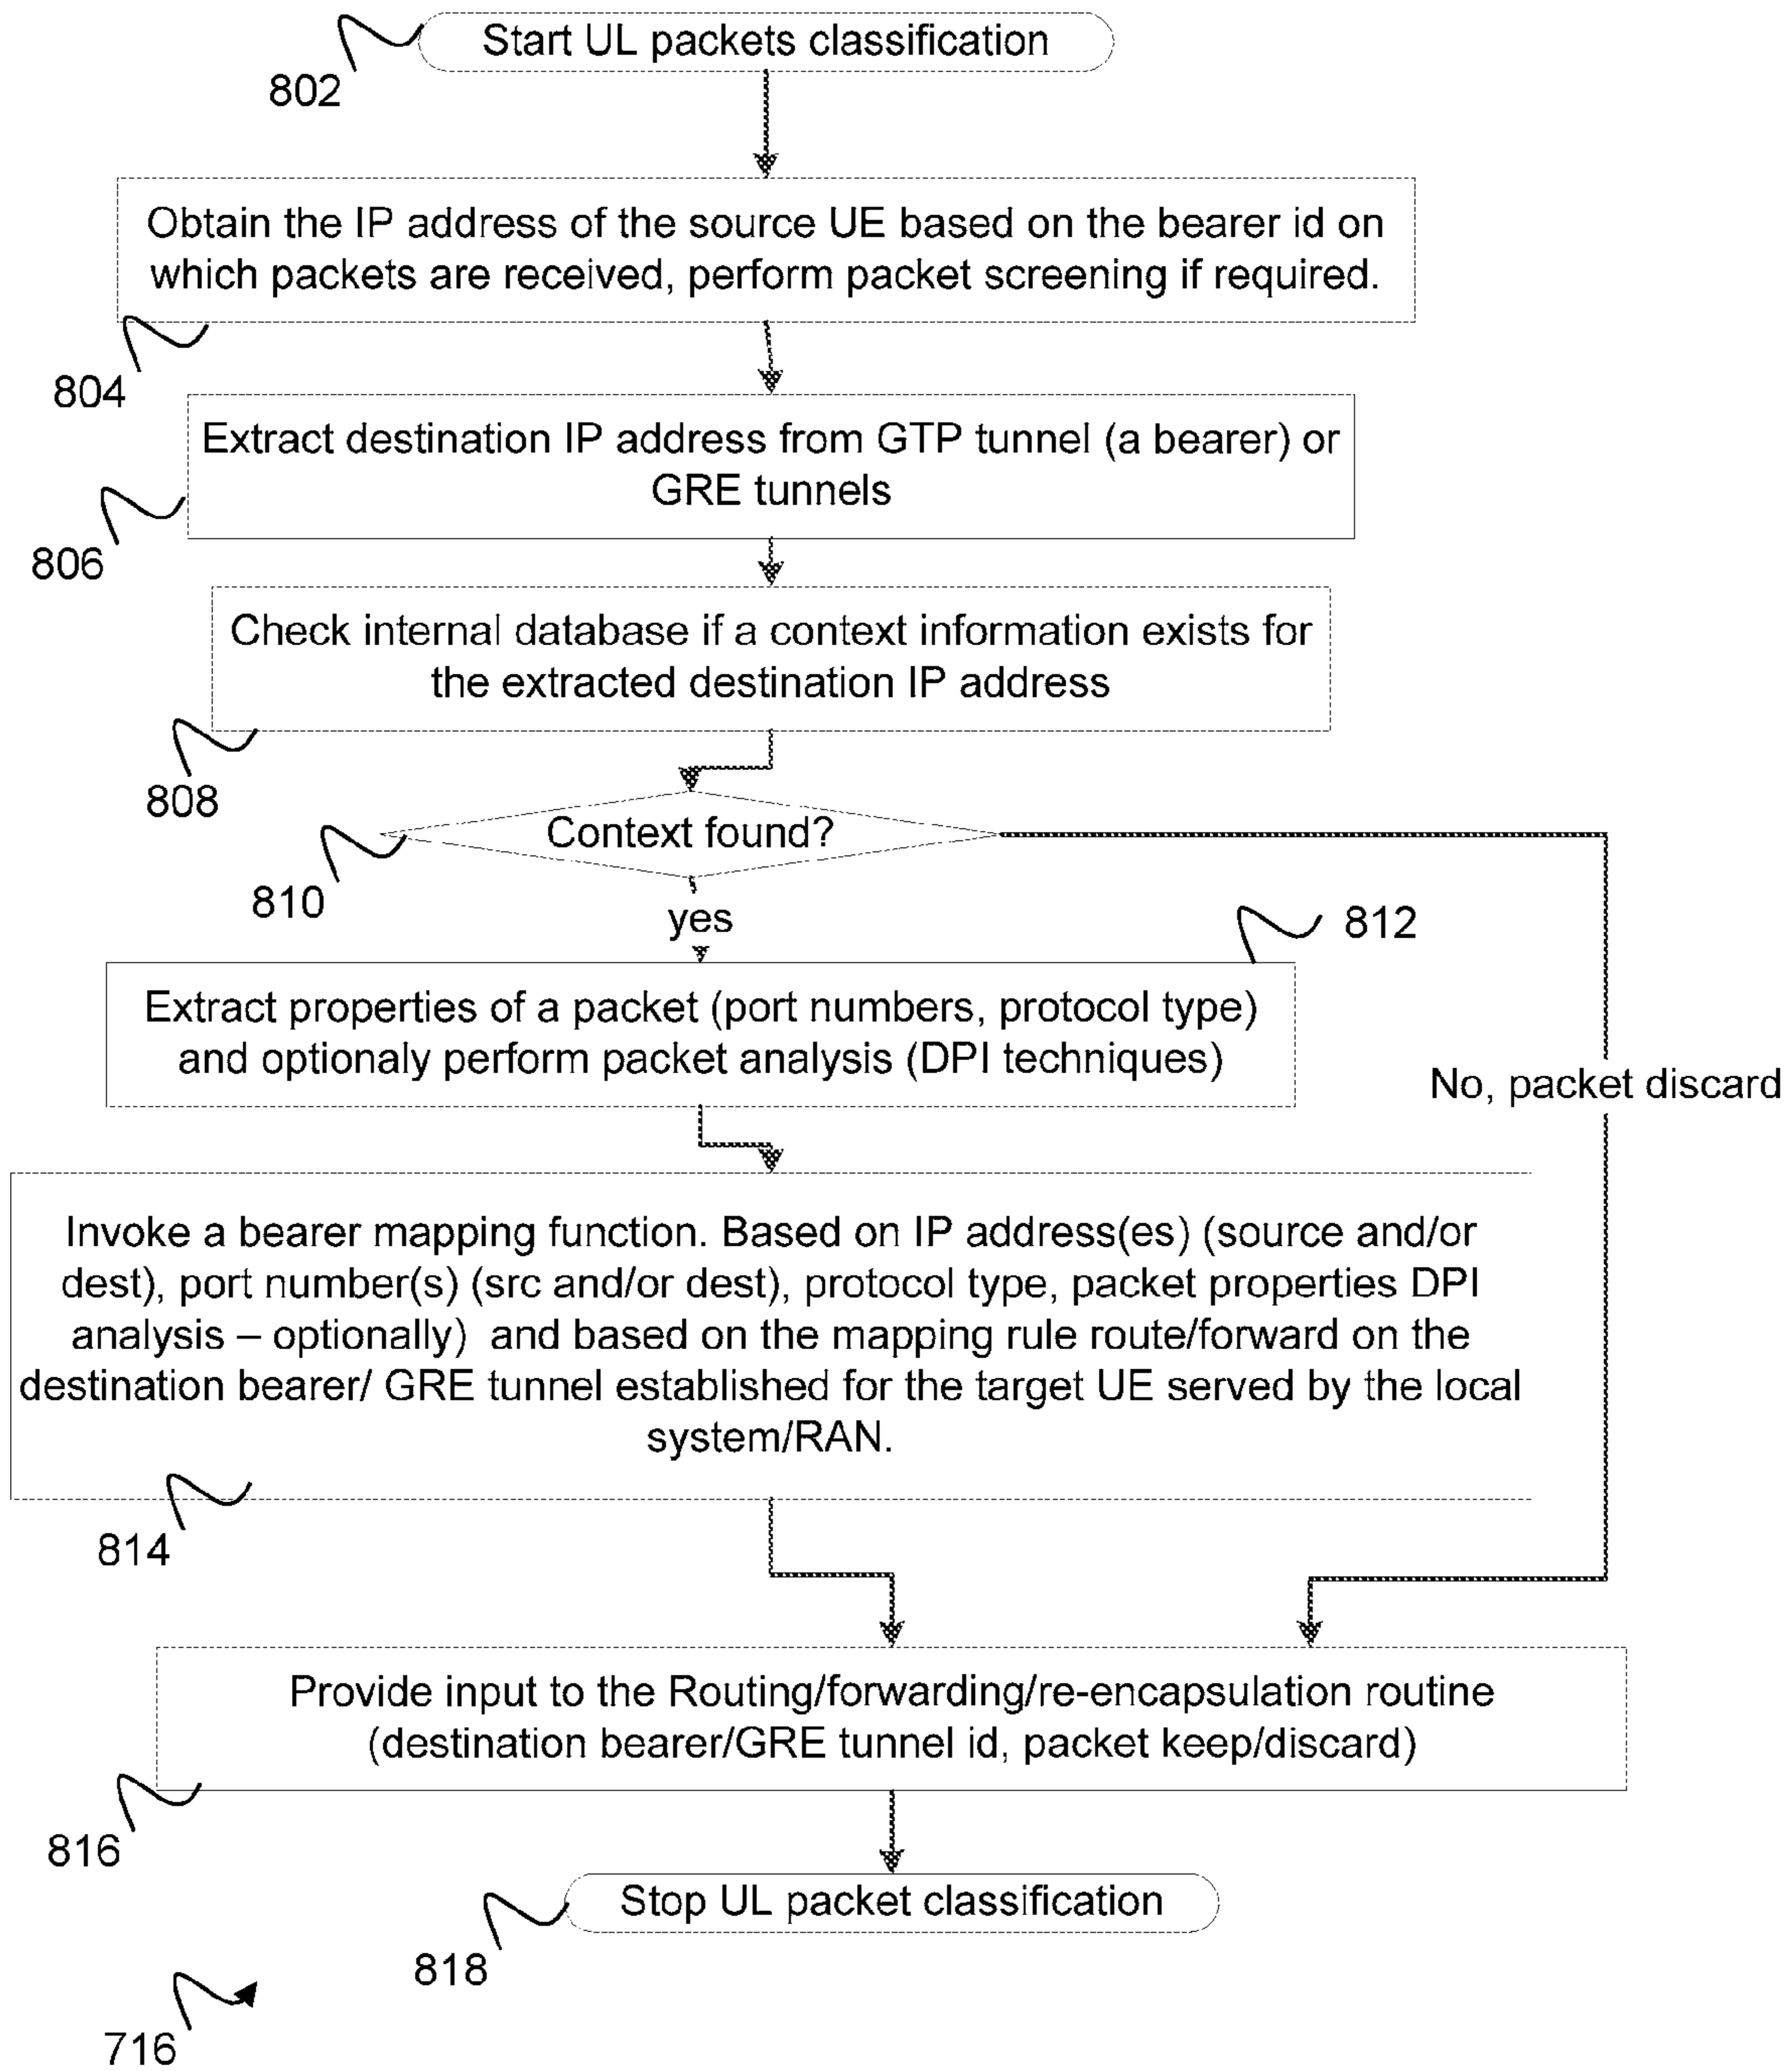 Start UL packets classification
802
Obtain the IP address of the source UE based on the bearer id on
which packets are received, perform packet screening if required.
804
Extract destination IP address from GTP tunnel (a bearer) or
GRE tunnels
806
Check internal database if a context information exists for
the extracted destination IP address
808
Context found?
810
yes
812
Extract properties of a packet (port numbers, protocol type)
and optionaly perform packet analysis (DPI techniques)
No, packet discard
Invoke a bearer mapping function. Based on IP address(es) (source and/or
dest), port number(s) (src and/or dest), protocol type, packet properties DPI
analysis – optionally)  and based on the mapping rule route/forward on the
destination bearer/ GRE tunnel established for the target UE served by the local
system/RAN.
814
Provide input to the Routing/forwarding/re-encapsulation routine
(destination bearer/GRE tunnel id, packet keep/discard)
816
Stop UL packet classification
818
716